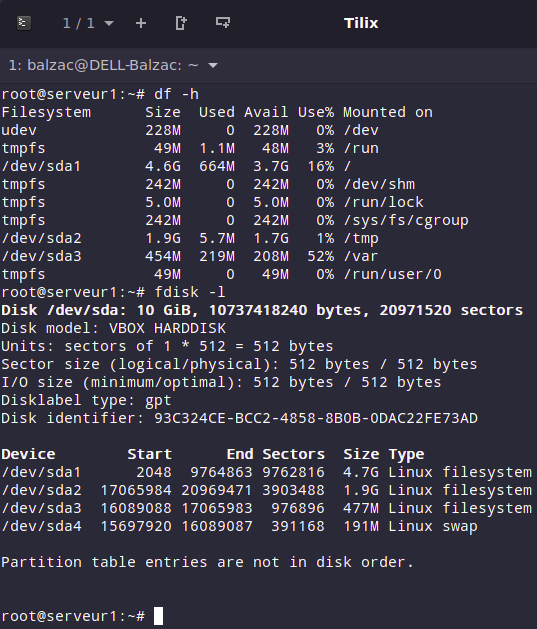 1 / 1 Tilix
1: balzac@DELL-Balzac: ~
root@serveur1:~# df -h
Filesystem      Size  Used Avail Use% Mounted on
udev            228M     0  228M   0% /dev
tmpfs            49M  1.1M   48M   3% /run
/dev/sda1       4.6G  664M  3.7G  16% /
tmpfs           242M     0  242M   0% /dev/shm
tmpfs           5.0M     0  5.0M   0% /run/lock
tmpfs           242M     0  242M   0% /sys/fs/cgroup
/dev/sda2       1.9G  5.7M  1.7G   1% /tmp
/dev/sda3       454M  219M  208M  52% /var
tmpfs            49M     0   49M   0% /run/user/0
root@serveur1:~# fdisk -l
Disk /dev/sda: 10 GiB, 10737418240 bytes, 20971520 sectors
Disk model: VBOX HARDDISK
Units: sectors of 1 * 512 = 512 bytes
Sector size (logical/physical): 512 bytes / 512 bytes
I/O size (minimum/optimal): 512 bytes / 512 bytes
Disklabel type: gpt
Disk identifier: 93C324CE-BCC2-4858-8B0B-0DAC22FE73AD
Device        Start      End Sectors  Size Type
/dev/sda1      2048  9764863 9762816  4.7G Linux filesystem
/dev/sda2  17065984 20969471 3903488  1.9G Linux filesystem
/dev/sda3  16089088 17065983  976896  477M Linux filesystem
/dev/sda4  15697920 16089087  391168  191M Linux swap
Partition table entries are not in disk order.
root@serveur1:~#